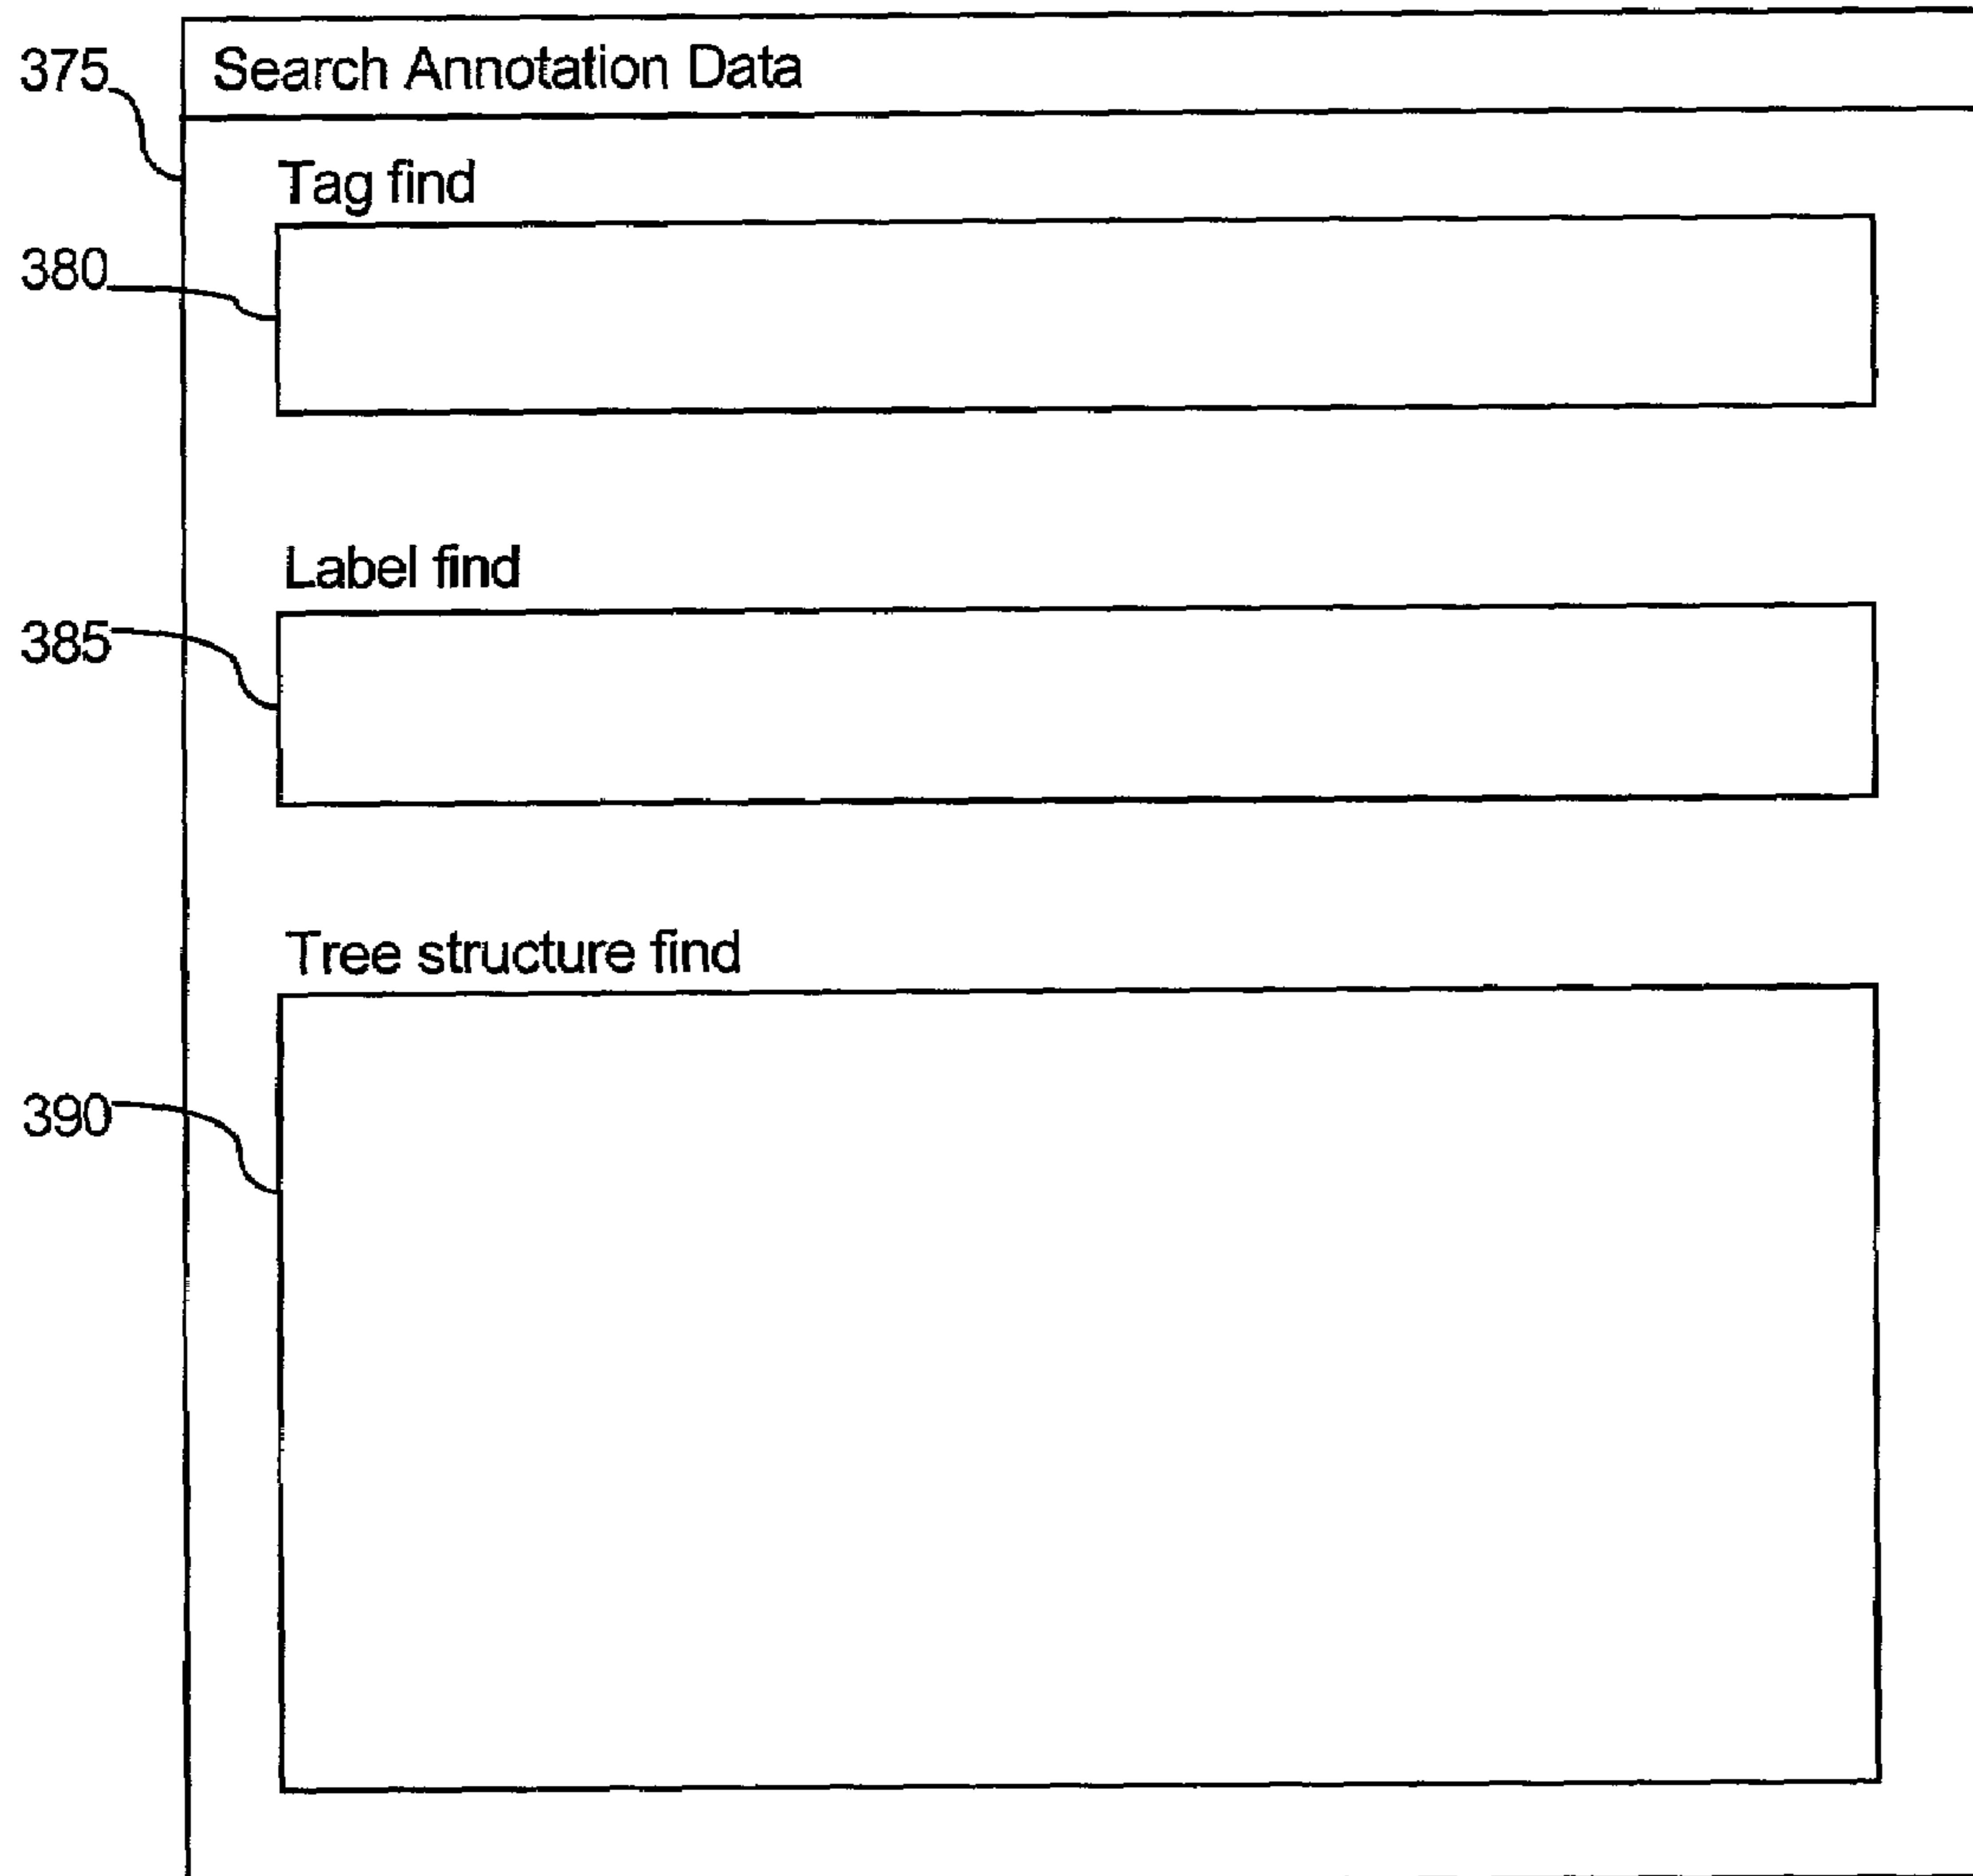 375
Search Annotation Data
Tag find
380
Label find
385
Tree structure find
390